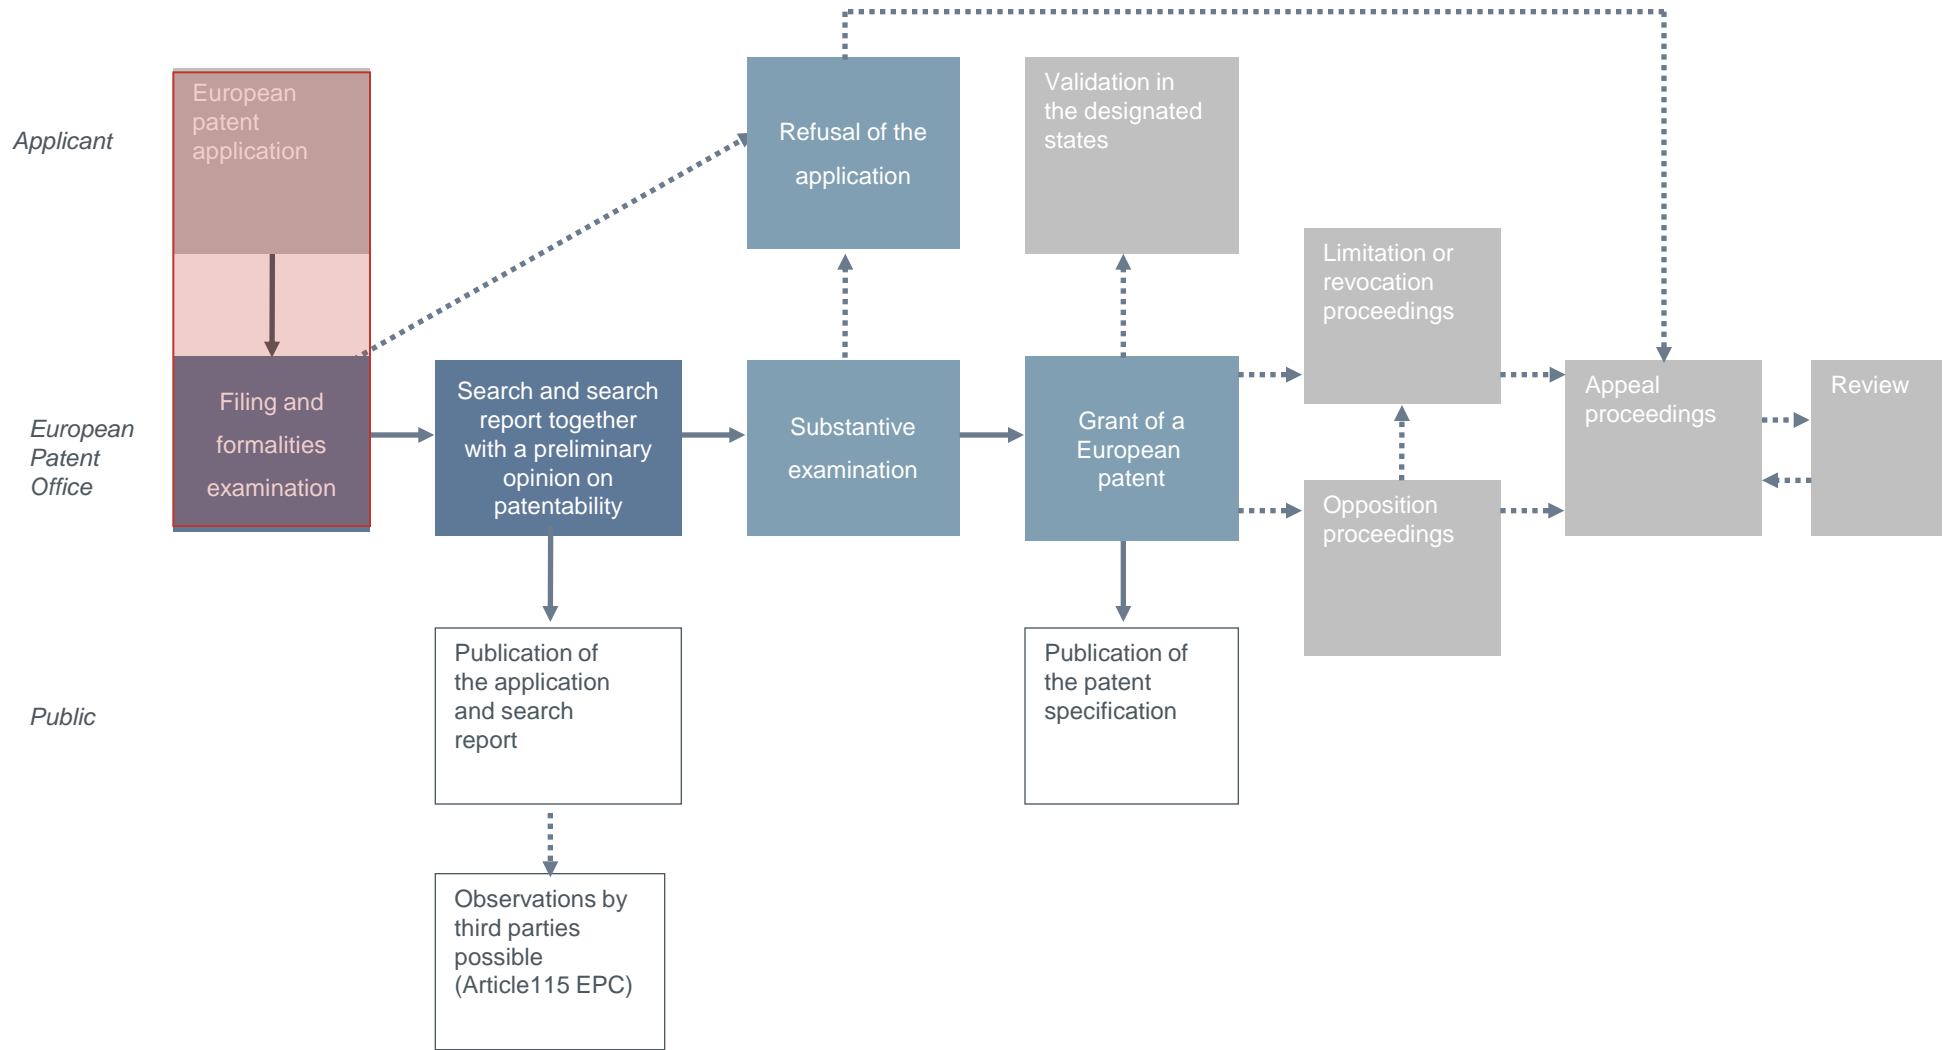 Applicant
European
patent
application
Refusal of the
application
Validation in
the designated
states
Limitation or
revocation
proceedings
European
Patent
Office
Filing and
formalities
examination
Search and search
report together
with a preliminary
opinion on
patentability
Substantive
examination
Grant of a
European
patent
Opposition
proceedings
Appeal
proceedings
Review
Public
Publication of
the application
and search
report
Publication of
the patent
specification
Observations by
third parties
possible
(Article115 EPC)